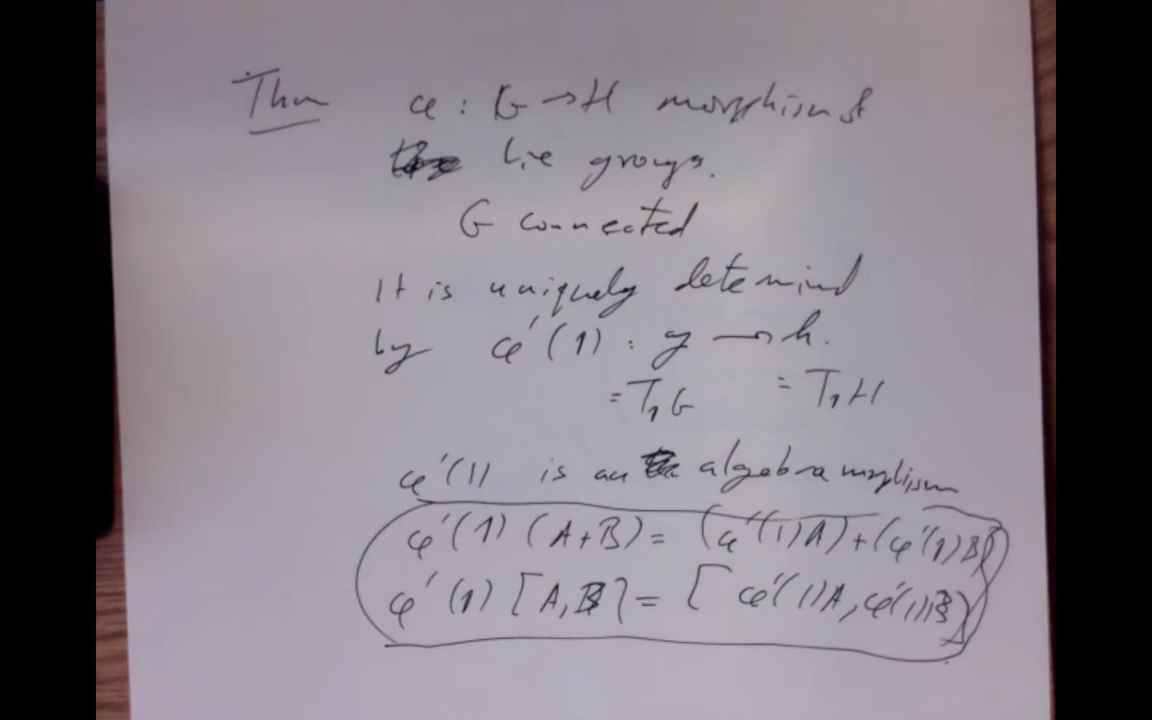 Thm φ : G → H morphism of
Lie groups.
G connected
It is uniquely determind
by φ'(1) : g → h.
= T₁G = T₁H
φ'(1) is an algebra morphism
φ'(1) (A+B) = (φ'(1)A) + (φ'(1)B)
φ'(1) [A,B] = [φ'(1)A, φ'(1)B]